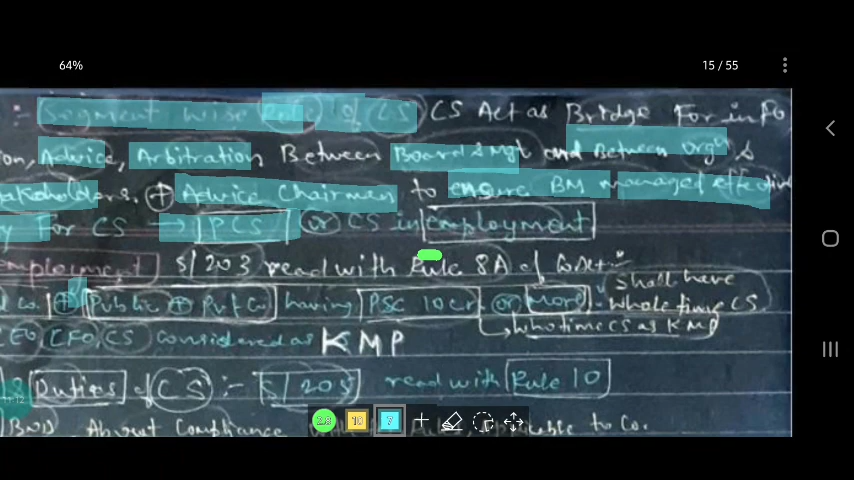 64%
15 / 55
:- Segment wise Role of CS CS Act as Bridge For info
ion, Advice, Arbitration Between Board & Mgt and Between Orgn &
stakeholders. ⊕ Advice Chairman to ensure BM managed effective
y For CS → PCS or CS in employment
employment S/203 read with Rule 8A of
d Co. ⊕ Public ⊕ Pvt Co having PSC 10cr or more - shall have whole time CS
→ whole time CS as KMP
CEO CFO, CS considered as KMP
& Duties of CS :- S/205 read with Rule 10
BOD About Compliance to Co.
28 10 7